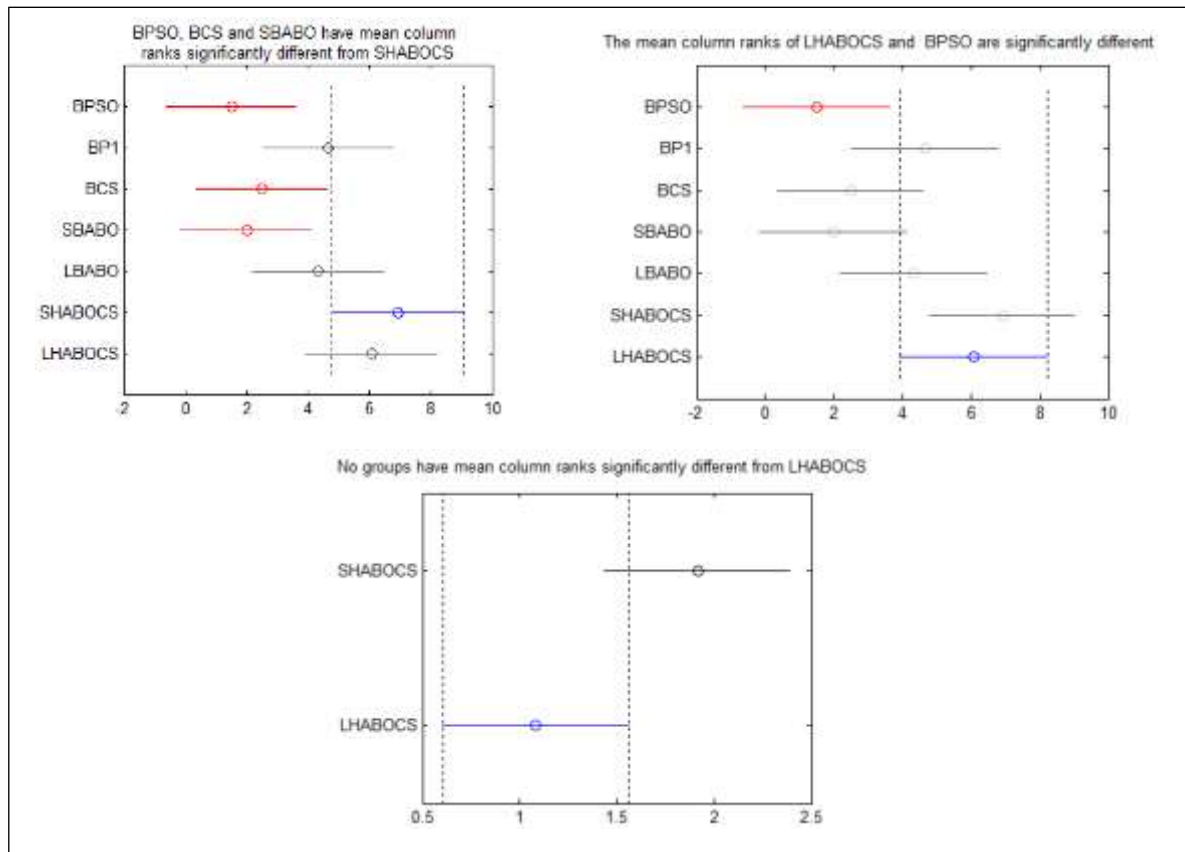 BPSO, BCS and SBABO have mean column
ranks significantly different from SHABOCS
BPSO
BP1
BCS
SBABO
LBABO
SHABOCS
LHABOCS
-2 0 2 4 6 8 10
The mean column ranks of LHABOCS and BPSO are significantly different
BPSO
BP1
BCS
SBABO
LBABO
SHABOCS
LHABOCS
-2 0 2 4 6 8 10
No groups have mean column ranks significantly different from LHABOCS
SHABOCS
LHABOCS
0.5 1 1.5 2 2.5